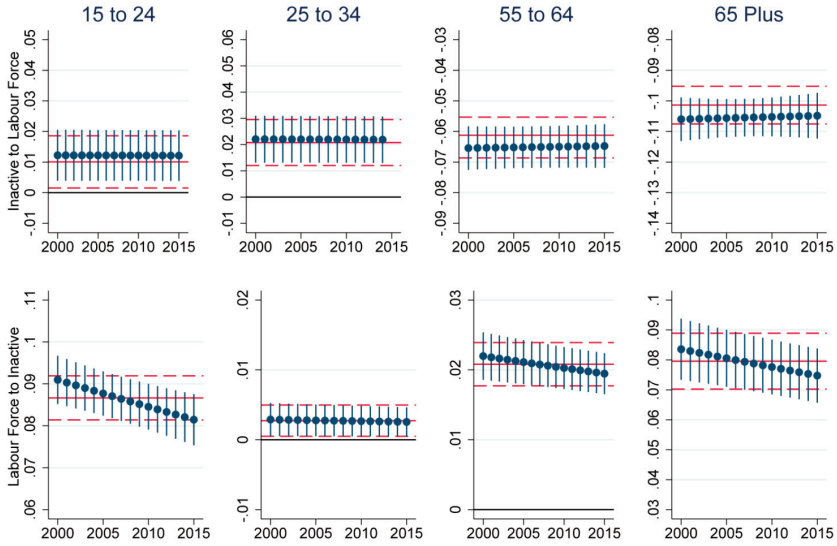 15 to 24
25 to 34
55 to 64
65 Plus
Inactive to Labour Force
-.01 0 .01 .02 .03 .04 .05
2000 2005 2010 2015
-.01 0 .01 .02 .03 .04 .05 .06
2000 2005 2010 2015
-.09 -.08 -.07 -.06 -.05 -.04 -.03
2000 2005 2010 2015
-.14 -.13 -.12 -.11 -.1 -.09 -.08
2000 2005 2010 2015
Labour Force to Inactive
.06 .07 .08 .09 .1 .11
2000 2005 2010 2015
-.01 0 .01 .02
2000 2005 2010 2015
0 .01 .02 .03
2000 2005 2010 2015
.03 .04 .05 .06 .07 .08 .09 .1
2000 2005 2010 2015